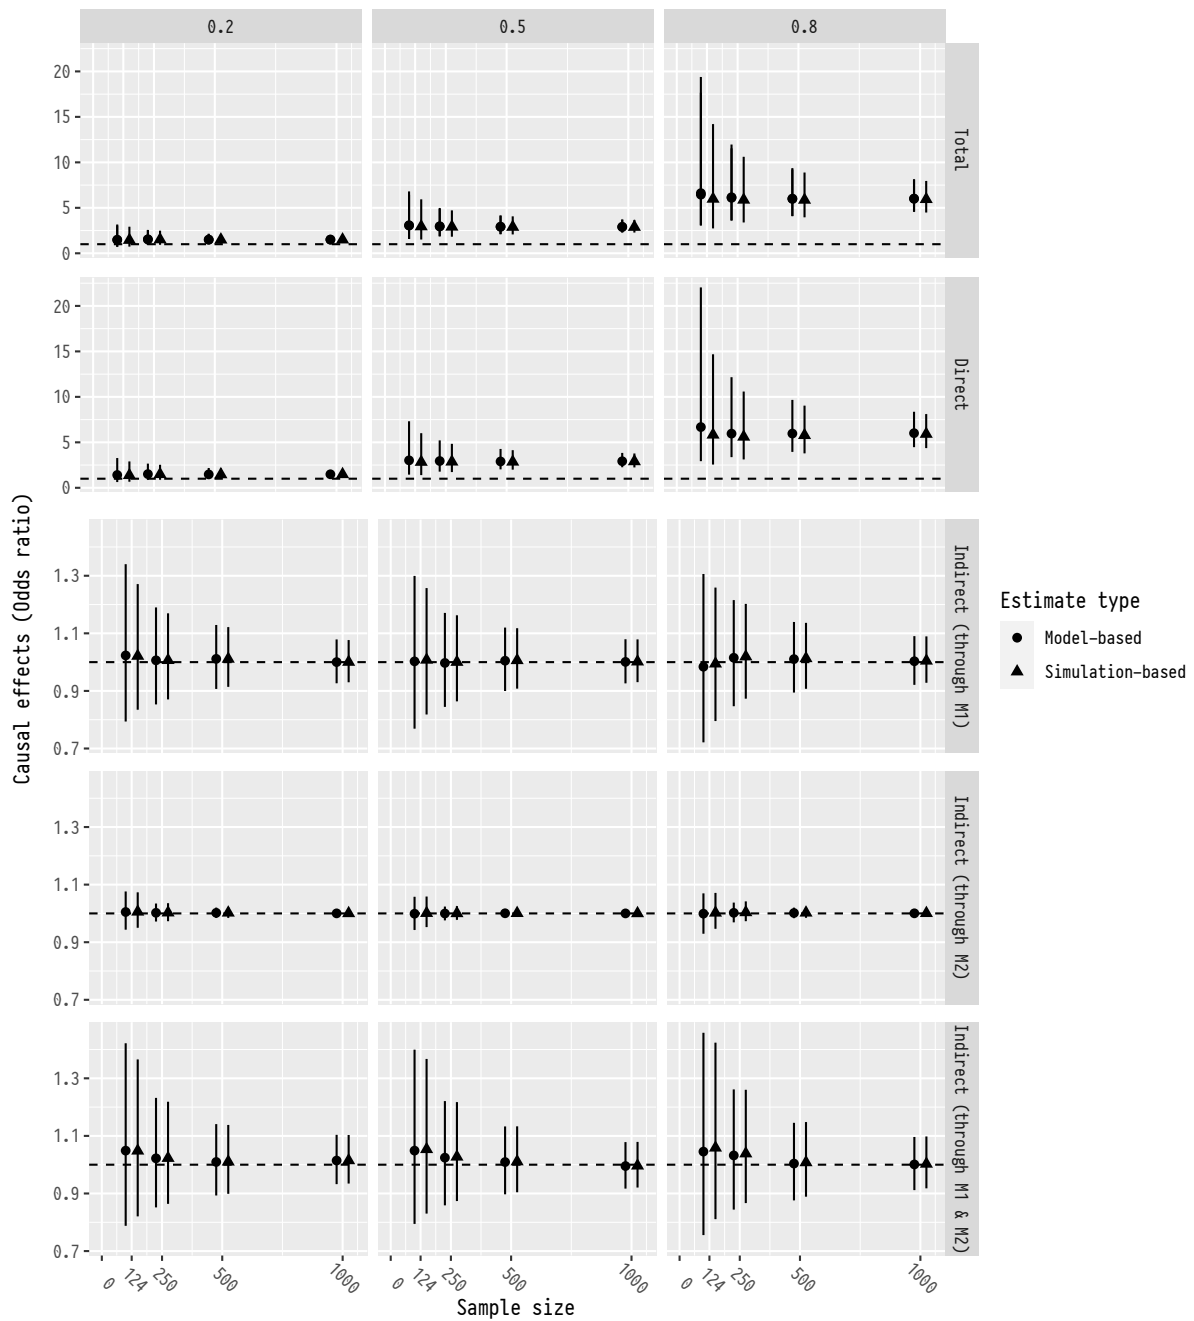 0.2 0.5 0.8
20
15
10
5
0
Total
20
15
10
5
0
Direct
1.3
1.1
0.9
0.7
Indirect (through M1)
1.3
1.1
0.9
0.7
Indirect (through M2)
1.3
1.1
0.9
0.7
Indirect (through M1 & M2)
Causal effects (Odds ratio)
0 124 250 500 1000 0 124 250 500 1000 0 124 250 500 1000
Sample size
Estimate type
Model-based
Simulation-based